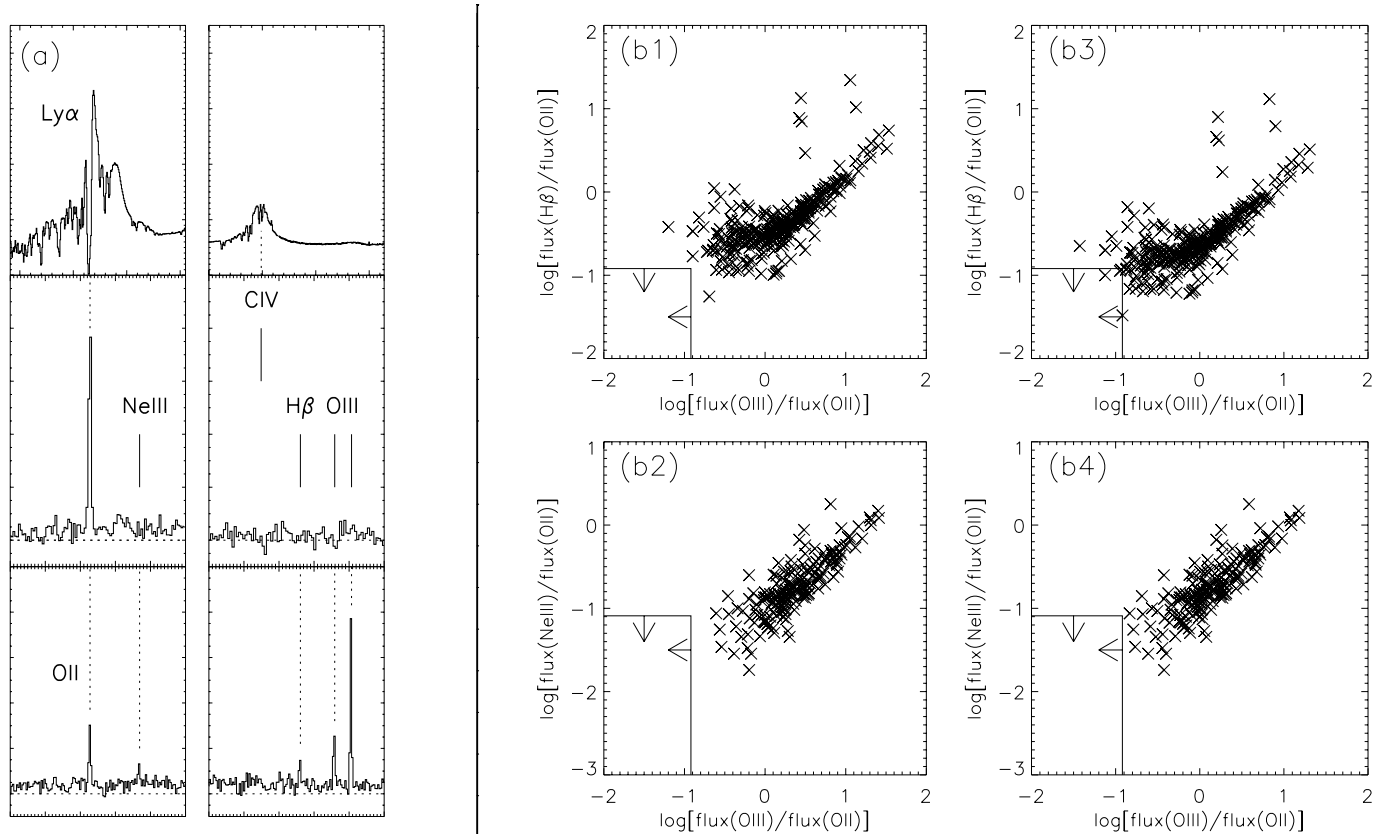 (a)
Lyα
CIV
NeIII
Hβ OIII
OII
(b1)
log[flux(Hβ)/flux(OII)]
2
1
0
−1
−2
−2 −1 0 1 2
log[flux(OIII)/flux(OII)]
(b3)
log[flux(Hβ)/flux(OII)]
2
1
0
−1
−2
−2 −1 0 1 2
log[flux(OIII)/flux(OII)]
(b2)
log[flux(NeIII)/flux(OII)]
1
0
−1
−2
−3
−2 −1 0 1 2
log[flux(OIII)/flux(OII)]
(b4)
log[flux(NeIII)/flux(OII)]
1
0
−1
−2
−3
−2 −1 0 1 2
log[flux(OIII)/flux(OII)]